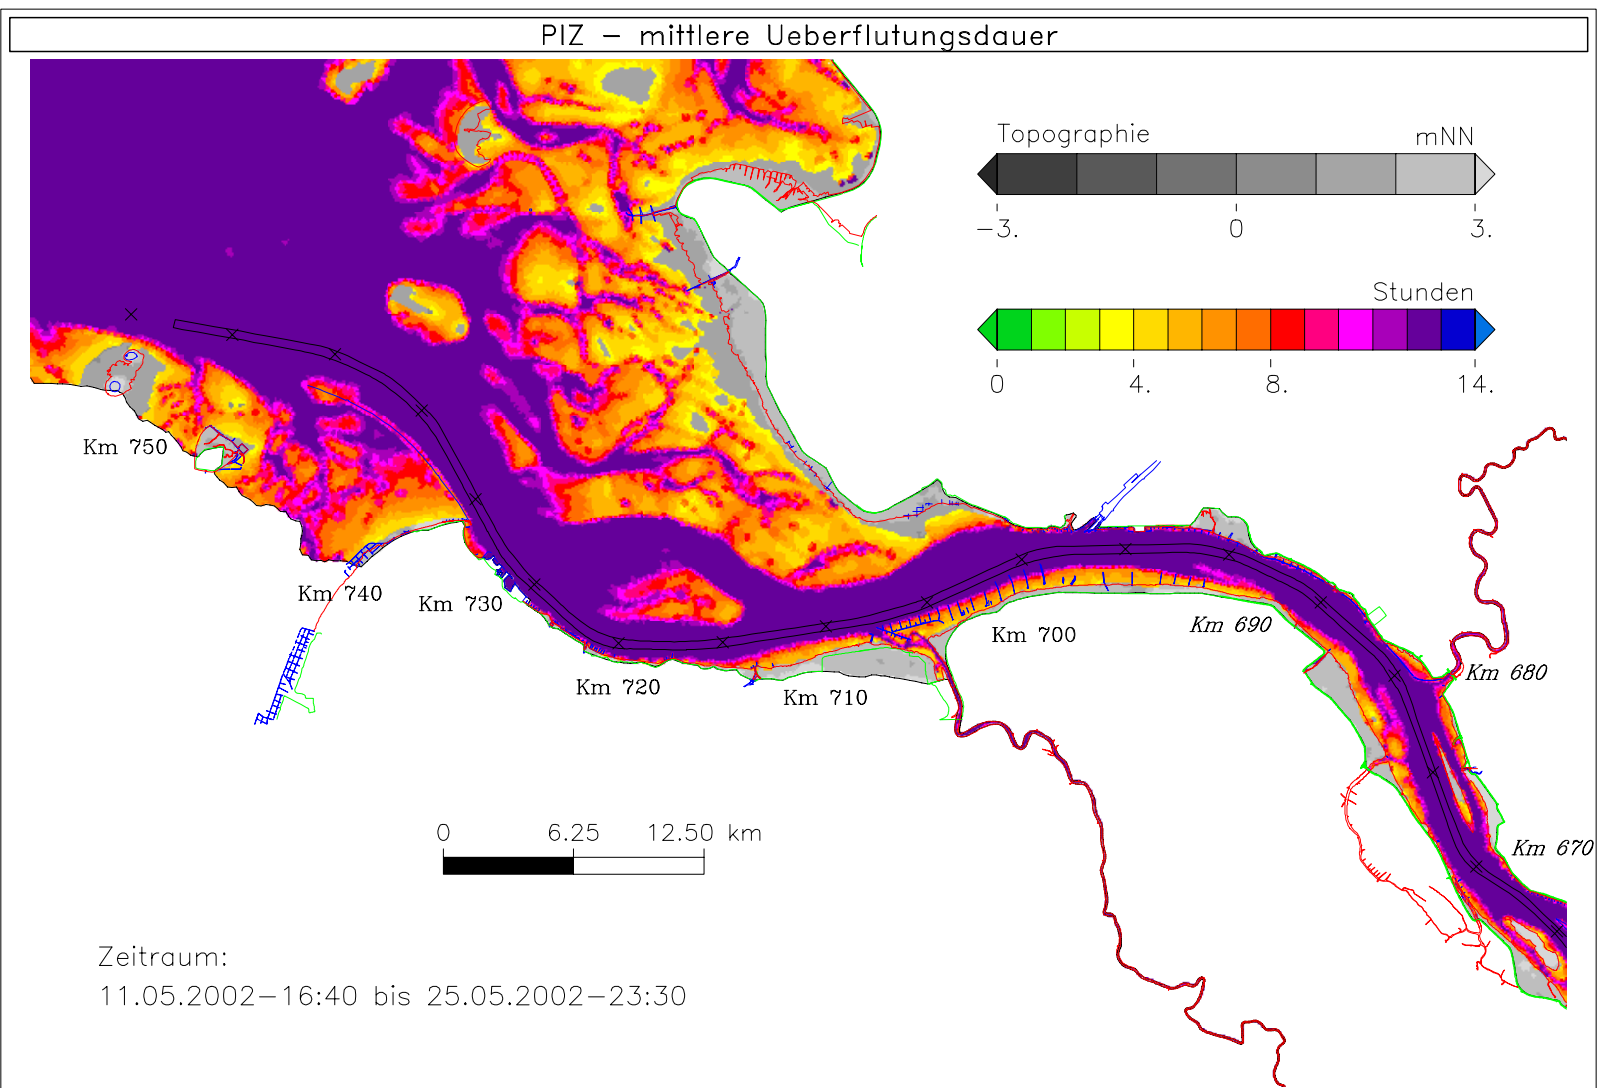 PIZ - mittlere Ueberflutungsdauer
Topographie mNN
-3. 0 3.
Stunden
0 4. 8. 14.
Km 750
Km 740
Km 730
Km 720
Km 710
Km 700
Km 690
Km 680
Km 670
0 6.25 12.50 km
Zeitraum:
11.05.2002-16:40 bis 25.05.2002-23:30